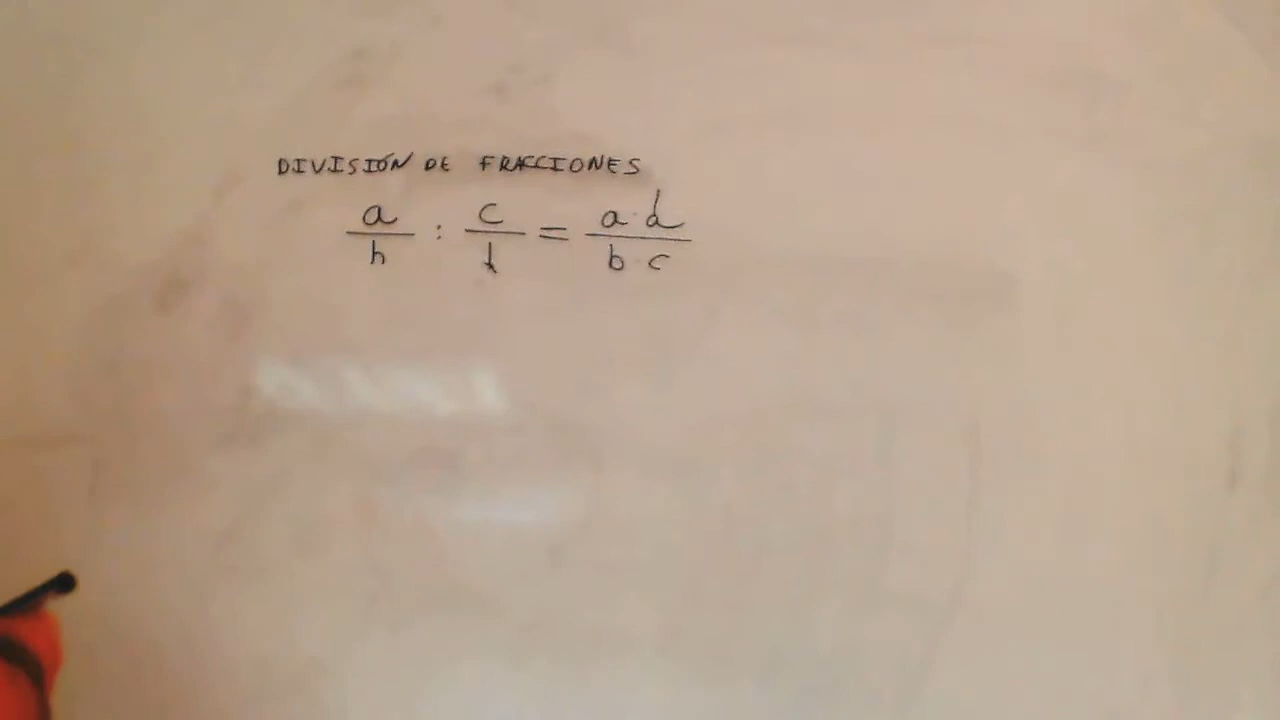 DIVISIÓN DE FRACCIONES
a/b : c/d = a·d/b·c